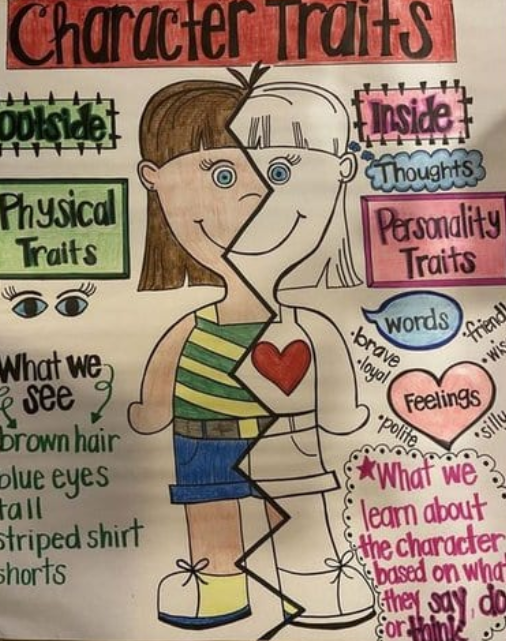 Character Traits
Outside
Physical
Traits
What we
see
brown hair
blue eyes
tall
striped shirt
shorts
Inside
Thoughts
Personality
Traits
words
•brave
•loyal
•friendl
•wis
Feelings
•polite
•silly
★What we
learn about
the character
based on what
they say, do
or think